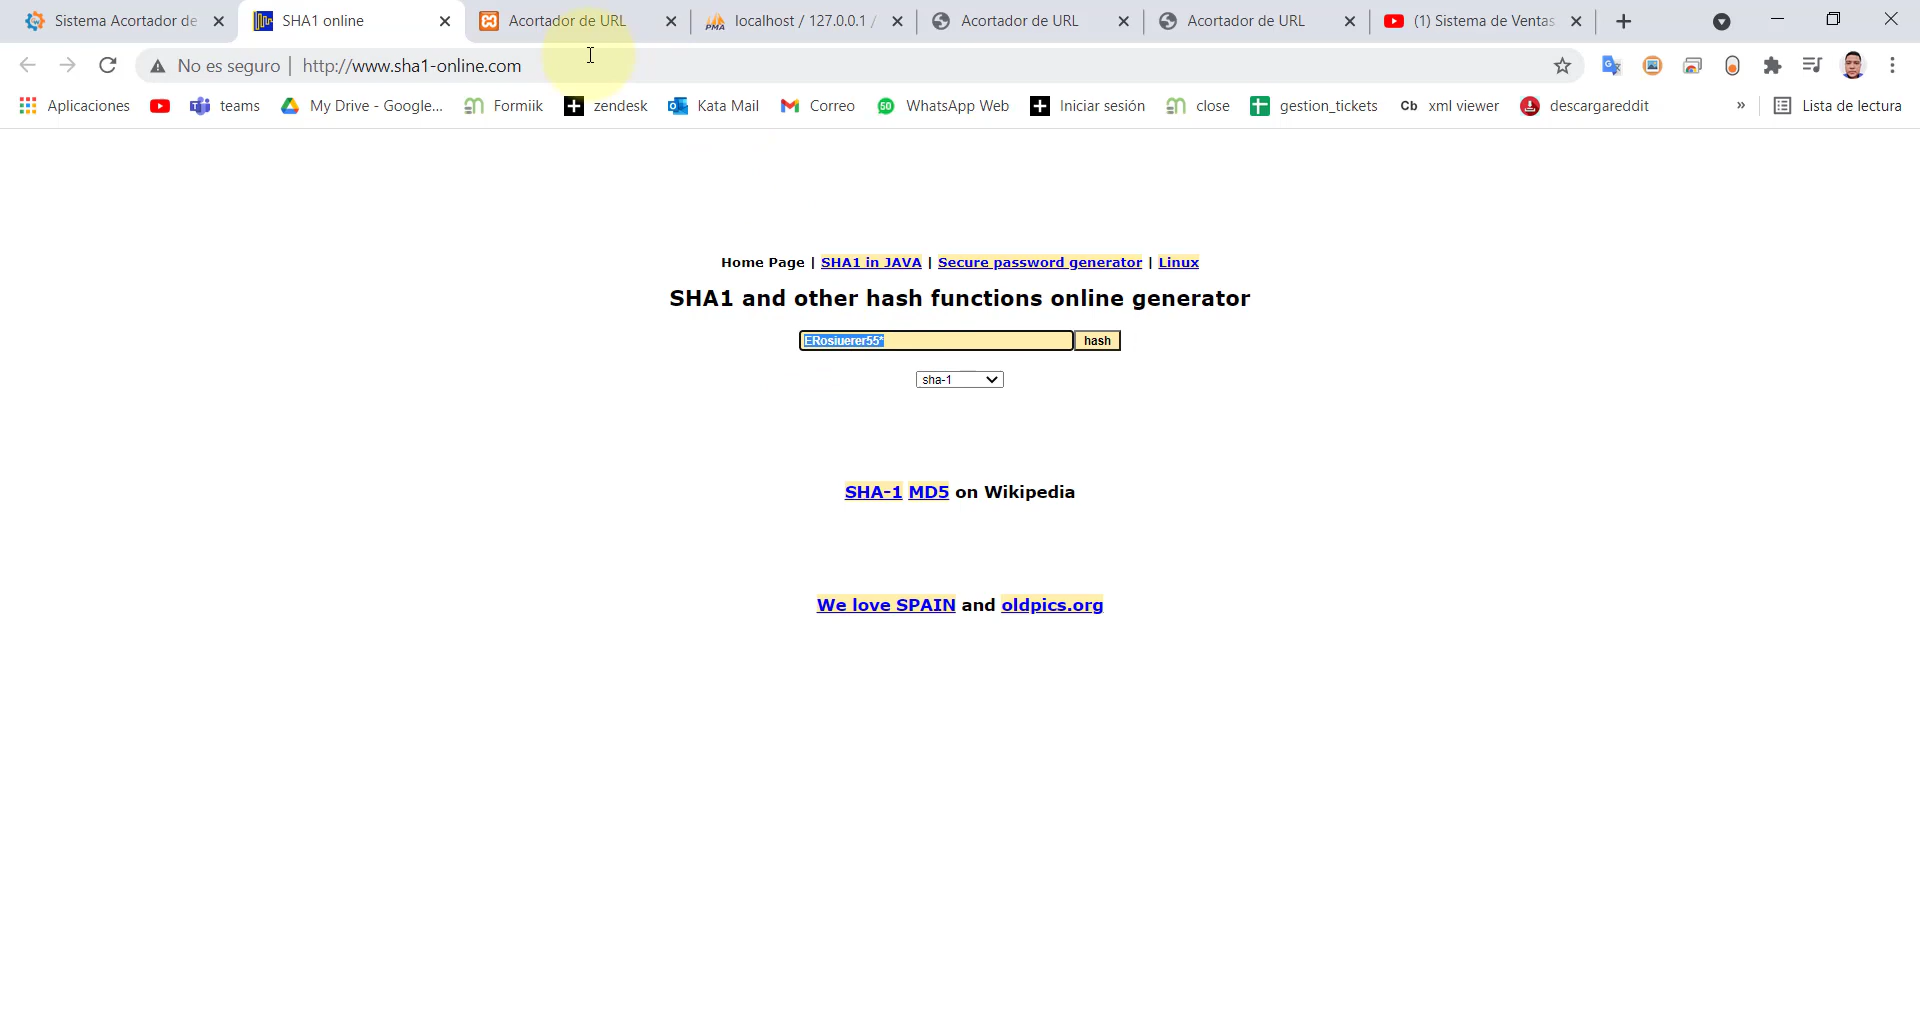 Sistema Acortador de
SHA1 online
Acortador de URL
localhost / 127.0.0.1 /
Acortador de URL
Acortador de URL
(1) Sistema de Ventas
No es seguro | http://www.sha1-online.com
Aplicaciones
teams
My Drive - Google...
Formiik
zendesk
Kata Mail
Correo
50 WhatsApp Web
Iniciar sesión
close
gestion_tickets
Cb xml viewer
descargareddit
»
Lista de lectura
Home Page | SHA1 in JAVA | Secure password generator | Linux
SHA1 and other hash functions online generator
ERosiuerer55* hash
sha-1
SHA-1 MD5 on Wikipedia
We love SPAIN and oldpics.org